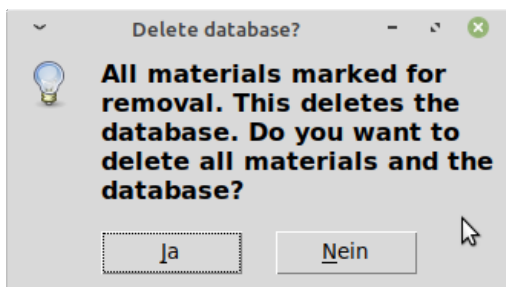 Delete database?
All materials marked for
removal. This deletes the
database. Do you want to
delete all materials and the
database?
Ja
Nein